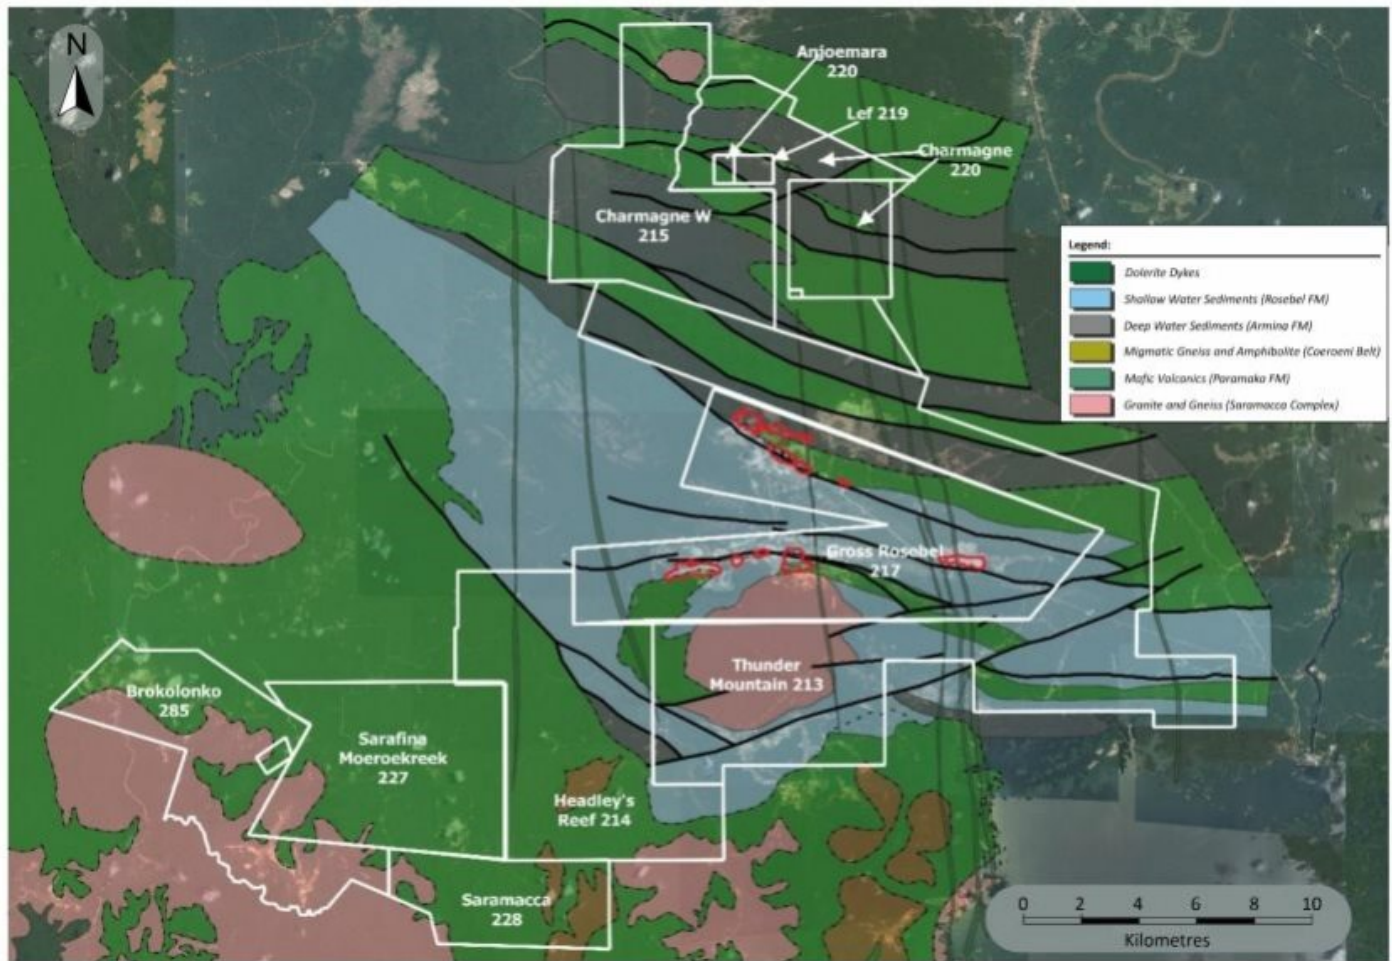 N
Anjoemara
220
Lef 219
Charmagne
220
Charmagne W
215
Legend:
Dolerite Dykes
Shallow Water Sediments (Rosebel FM)
Deep Water Sediments (Armina FM)
Migmatic Gneiss and Amphibolite (Coeroeni Belt)
Mafic Volcanics (Paramaka FM)
Granite and Gneiss (Saramacca Complex)
Gross Rosebel
217
Thunder
Mountain 213
Brokolonko
285
Sarafina
Moeroekreek
227
Headley's
Reef 214
Saramacca
228
0 2 4 6 8 10
Kilometres